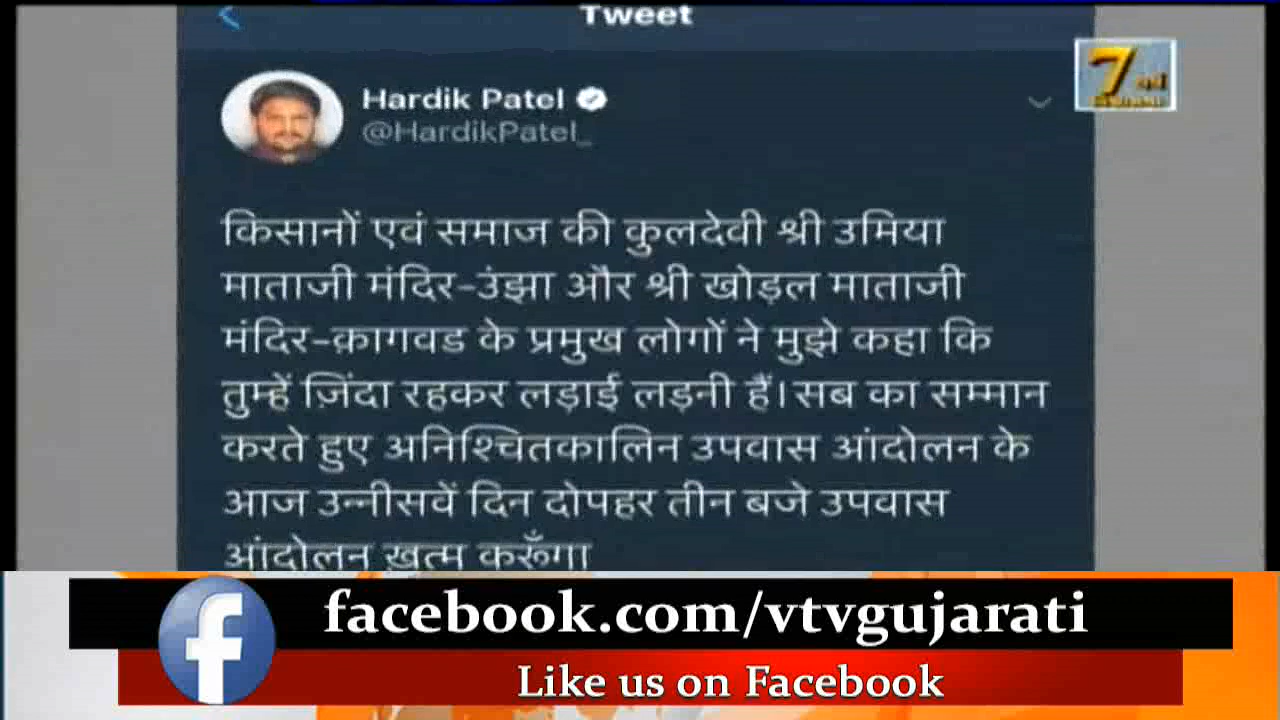 Tweet
7
Hardik Patel
@HardikPatel_
किसानों एवं समाज की कुलदेवी श्री उमिया
माताजी मंदिर-उंझा और श्री खोड़ल माताजी
मंदिर-क़ागवड के प्रमुख लोगों ने मुझे कहा कि
तुम्हें ज़िंदा रहकर लड़ाई लड़नी हैं।सब का सम्मान
करते हुए अनिश्चितकालिन उपवास आंदोलन के
आज उन्नीसवें दिन दोपहर तीन बजे उपवास
आंदोलन ख़त्म करूँगा
facebook.com/vtvgujarati
Like us on Facebook